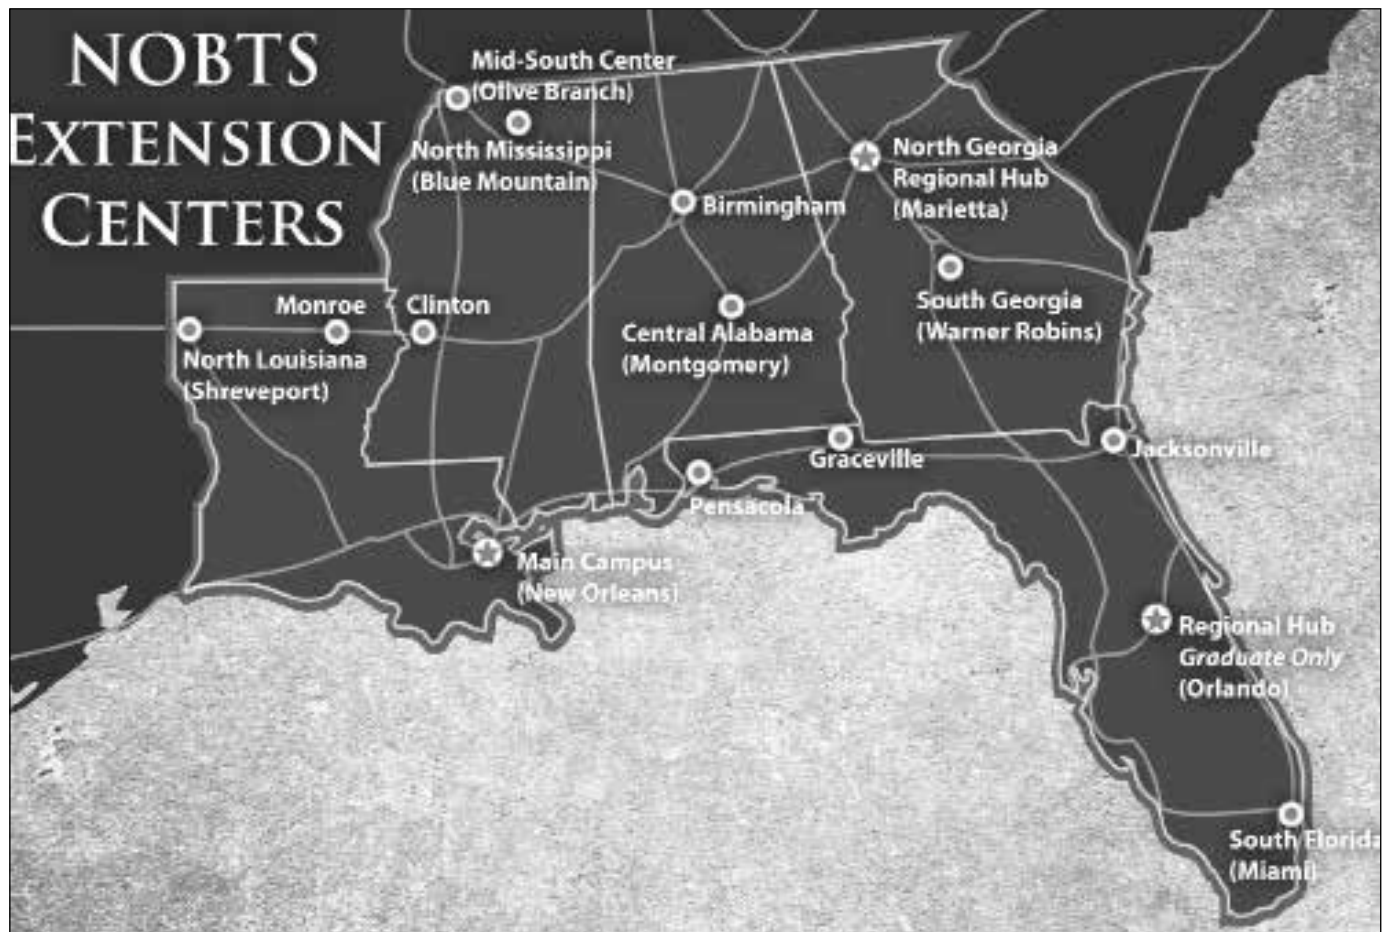 NOBTS
EXTENSION
CENTERS
Mid-South Center
(Olive Branch)
North Mississippi
(Blue Mountain)
North Georgia
Regional Hub
(Marietta)
Birmingham
South Georgia
(Warner Robins)
Monroe
Clinton
Central Alabama
(Montgomery)
North Louisiana
(Shreveport)
Graceville
Jacksonville
Pensacola
Main Campus
(New Orleans)
Regional Hub
Graduate Only
(Orlando)
South Florida
(Miami)